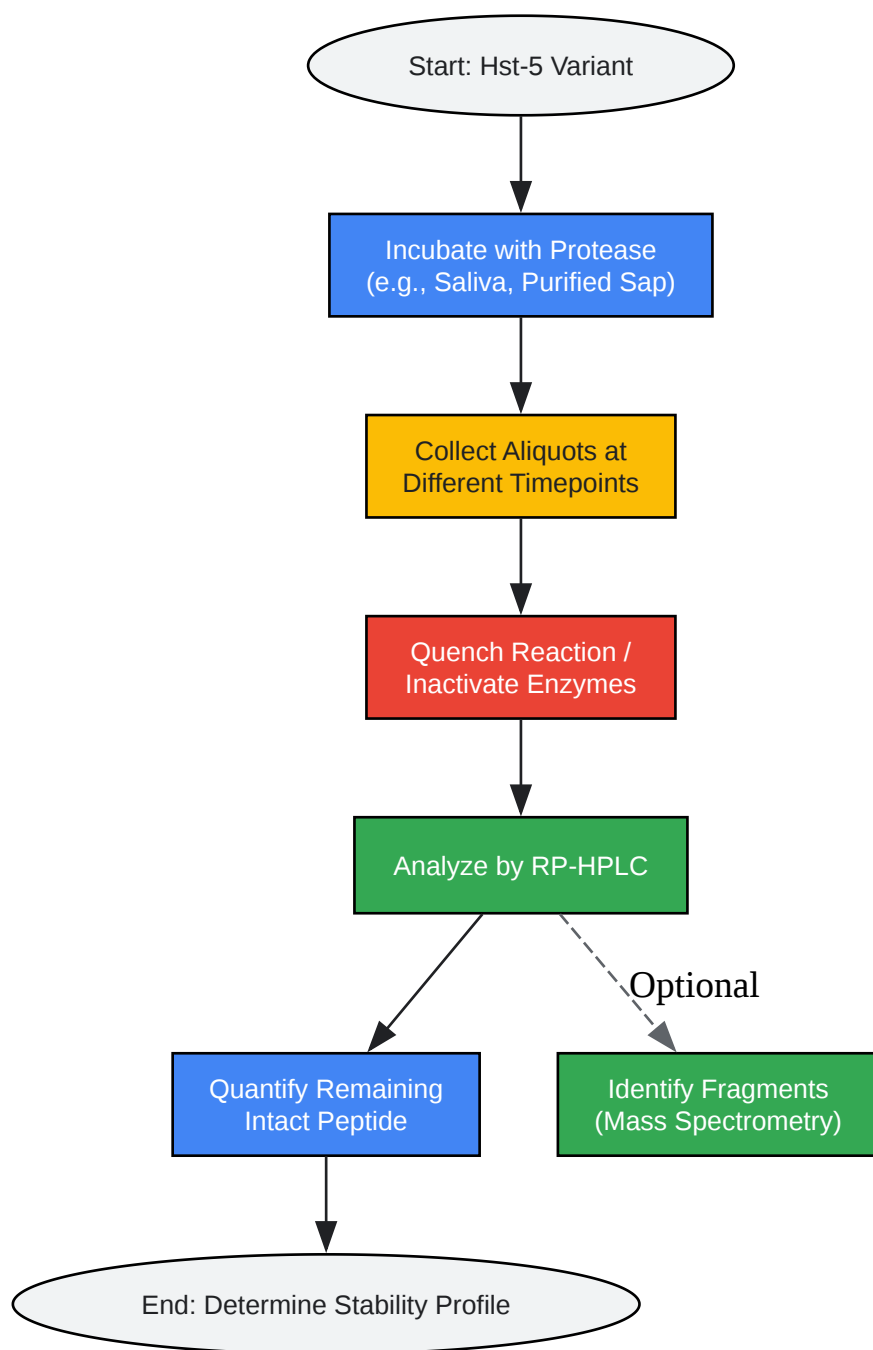 Start: Hst-5 Variant
Incubate with Protease
(e.g., Saliva, Purified Sap)
Collect Aliquots at
Different Timepoints
Quench Reaction /
Inactivate Enzymes
Analyze by RP-HPLC
Optional
Quantify Remaining
Intact Peptide
Identify Fragments
(Mass Spectrometry)
End: Determine Stability Profile